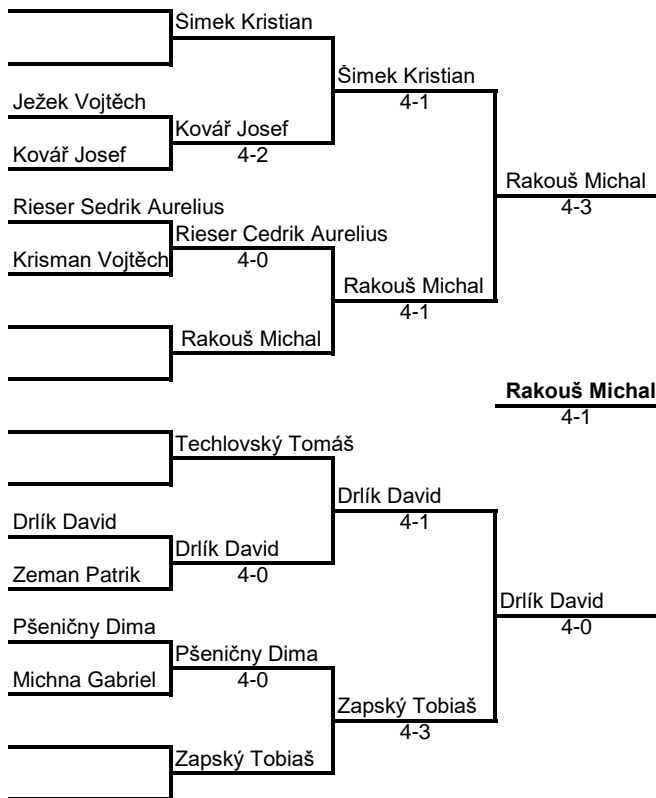 Šimek Kristian
Šimek Kristian
4-1
Ježek Vojtěch
Kovář Josef
4-2
Kovář Josef
Rakouš Michal
4-3
Rieser Sedrik Aurelius
Rieser Cedrik Aurelius
4-0
Krisman Vojtěch
Rakouš Michal
4-1
Rakouš Michal
Rakouš Michal
4-1
Techlovský Tomáš
Drlík David
4-1
Drlík David
Drlík David
4-0
Zeman Patrik
Drlík David
4-0
Pšeničny Dima
Pšeničny Dima
4-0
Michna Gabriel
Zapský Tobiaš
4-3
Zapský Tobiaš